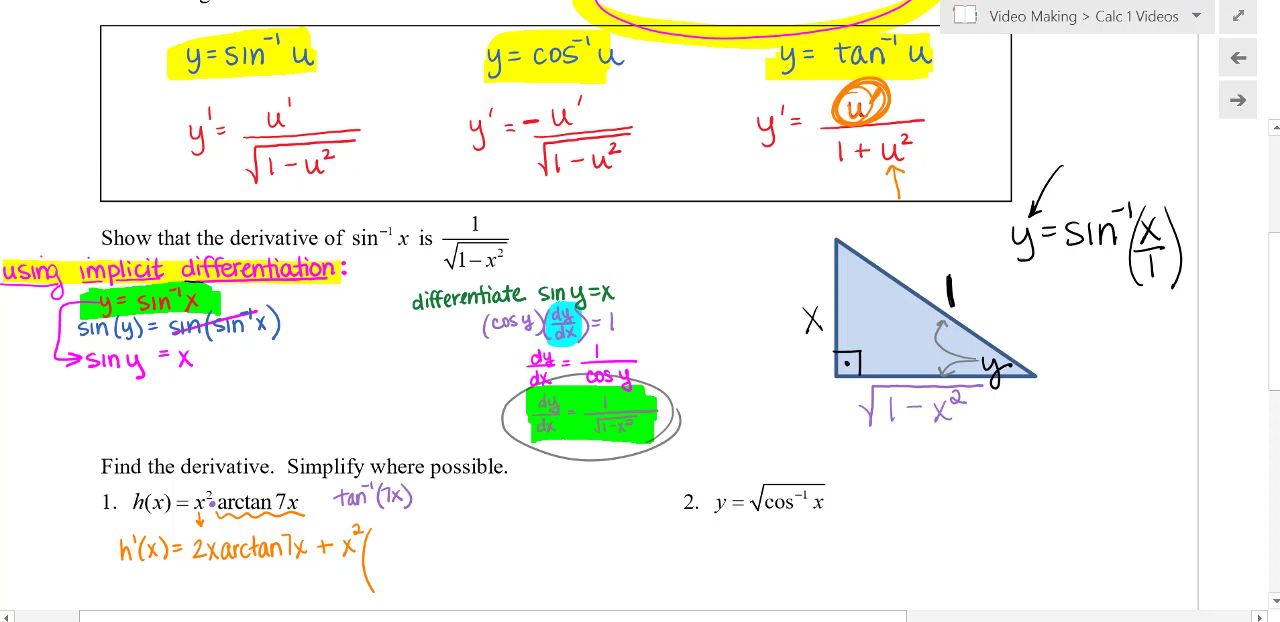 Video Making > Calc 1 Videos
y = sin⁻¹ u
y = cos⁻¹ u
y = tan⁻¹ u
y' = u' / √(1 − u²)
y' = − u' / √(1 − u²)
y' = u' / (1 + u²)
Show that the derivative of sin⁻¹ x is 1 / √(1 − x²)
using implicit differentiation:
y = sin⁻¹x
sin(y) = sin(sin⁻¹x)
sin y = x
differentiate sin y = x
(cos y)(dy/dx) = 1
dy/dx = 1 / cos y
dy/dx = 1 / √(1−x²)
y = sin⁻¹(x/1)
x
1
y
√(1 − x²)
Find the derivative. Simplify where possible.
1. h(x) = x² · arctan 7x
tan⁻¹(7x)
h'(x) = 2x arctan 7x + x² (
2. y = √(cos⁻¹ x)